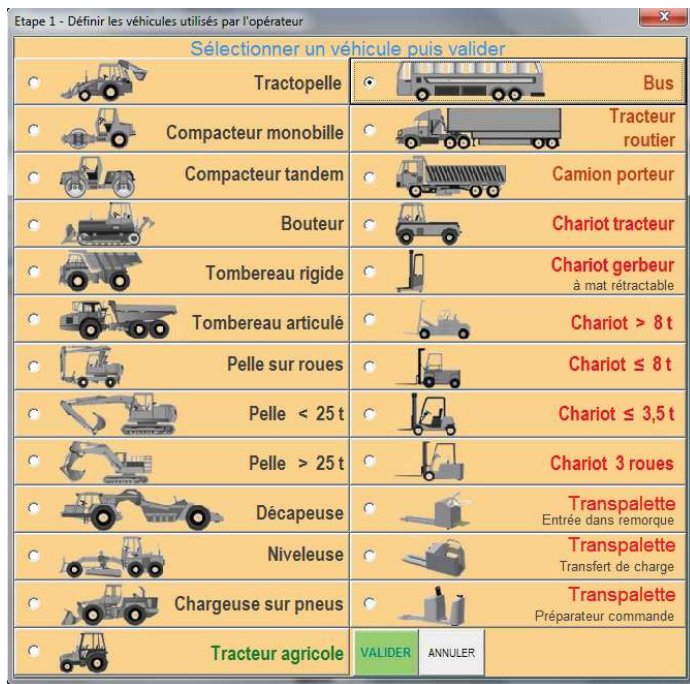 Etape 1 - Définir les véhicules utilisés par l'opérateur
Sélectionner un véhicule puis valider
Tractopelle
Bus
Compacteur monobille
Tracteur
routier
Compacteur tandem
Camion porteur
Bouteur
Chariot tracteur
Tombereau rigide
Chariot gerbeur
à mat rétractable
Tombereau articulé
Chariot > 8 t
Pelle sur roues
Chariot ≤ 8 t
Pelle < 25 t
Chariot ≤ 3,5 t
Pelle > 25 t
Chariot 3 roues
Décapeuse
Transpalette
Entrée dans remorque
Niveleuse
Transpalette
Transfert de charge
Chargeuse sur pneus
Transpalette
Préparateur commande
Tracteur agricole
VALIDER
ANNULER